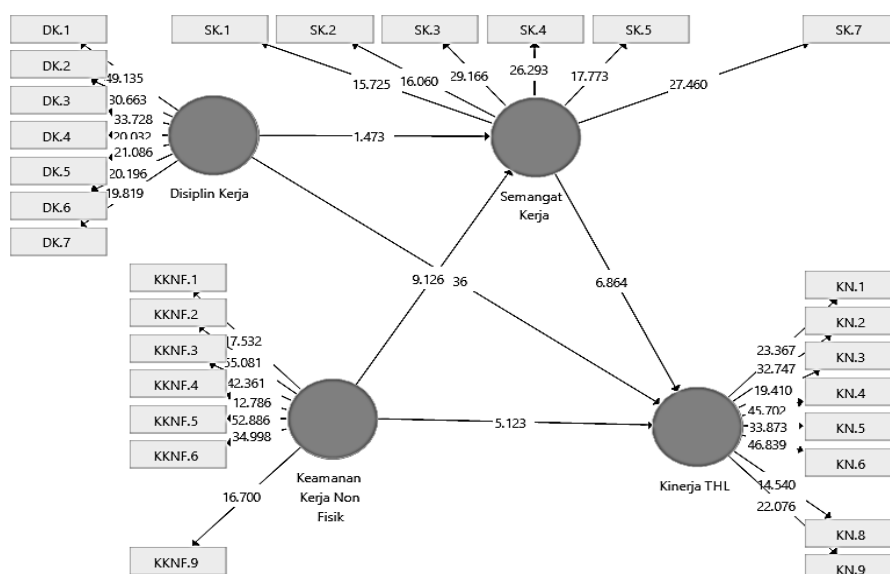 DK.1
DK.2
DK.3
DK.4
DK.5
DK.6
DK.7
49.135
30.663
33.728
20.032
21.086
20.196
19.819
Disiplin Kerja
SK.1
SK.2
SK.3
SK.4
SK.5
SK.7
15.725
16.060
29.166
26.293
17.773
27.460
1.473
Semangat
Kerja
9.126
36
6.864
KKNF.1
KKNF.2
KKNF.3
KKNF.4
KKNF.5
KKNF.6
KKNF.9
42.361
12.786
52.886
34.998
16.700
Keamanan
Kerja Non
Fisik
5.123
Kinerja THL
KN.1
KN.2
KN.3
KN.4
KN.5
KN.6
KN.8
KN.9
23.367
32.747
19.410
45.702
33.873
46.839
14.540
22.076